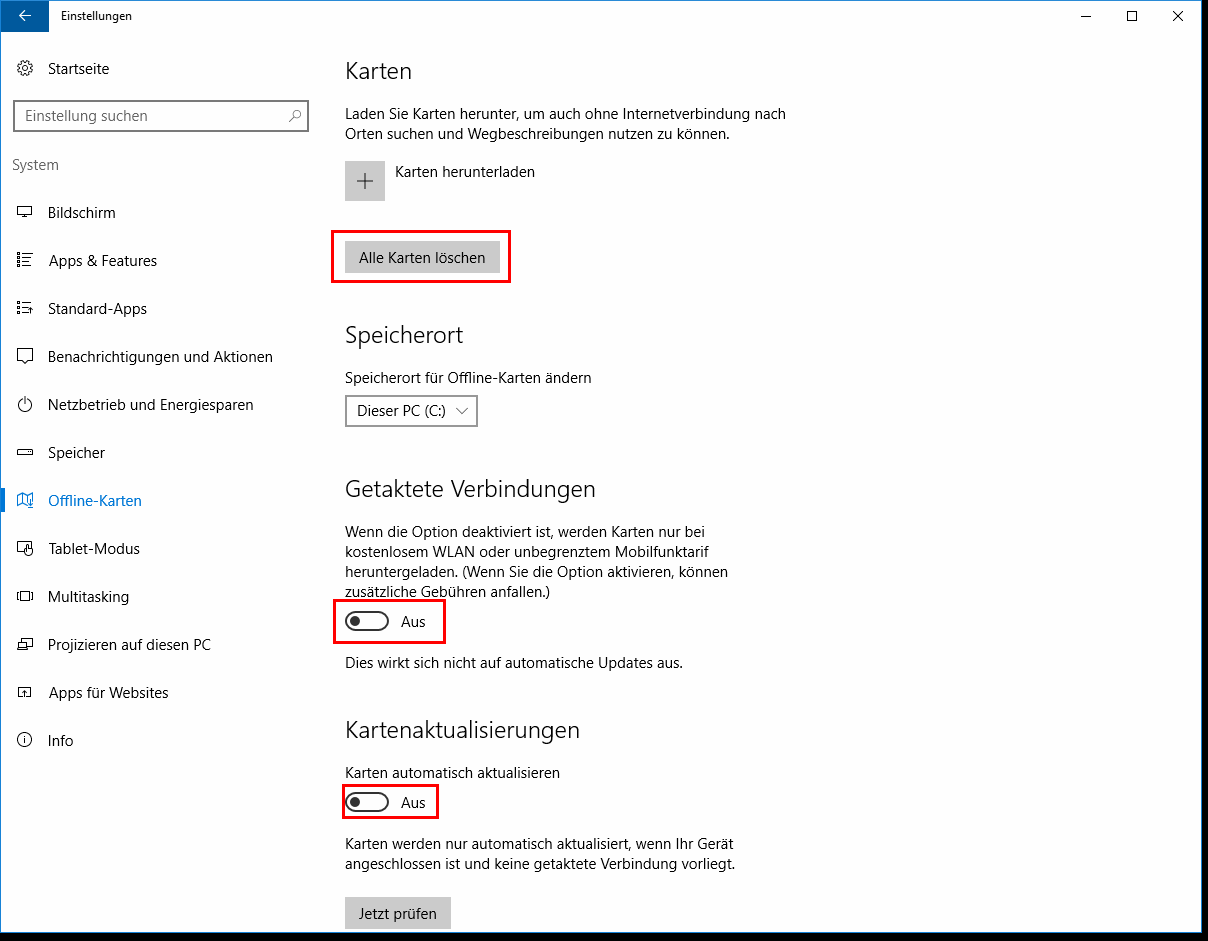 Einstellungen
Startseite
Einstellung suchen
System
Bildschirm
Apps & Features
Standard-Apps
Benachrichtigungen und Aktionen
Netzbetrieb und Energiesparen
Speicher
Offline-Karten
Tablet-Modus
Multitasking
Projizieren auf diesen PC
Apps für Websites
Info
Karten
Laden Sie Karten herunter, um auch ohne Internetverbindung nach
Orten suchen und Wegbeschreibungen nutzen zu können.
Karten herunterladen
Alle Karten löschen
Speicherort
Speicherort für Offline-Karten ändern
Dieser PC (C:)
Getaktete Verbindungen
Wenn die Option deaktiviert ist, werden Karten nur bei
kostenlosem WLAN oder unbegrenztem Mobilfunktarif
heruntergeladen. (Wenn Sie die Option aktivieren, können
zusätzliche Gebühren anfallen.)
Aus
Dies wirkt sich nicht auf automatische Updates aus.
Kartenaktualisierungen
Karten automatisch aktualisieren
Aus
Karten werden nur automatisch aktualisiert, wenn Ihr Gerät
angeschlossen ist und keine getaktete Verbindung vorliegt.
Jetzt prüfen